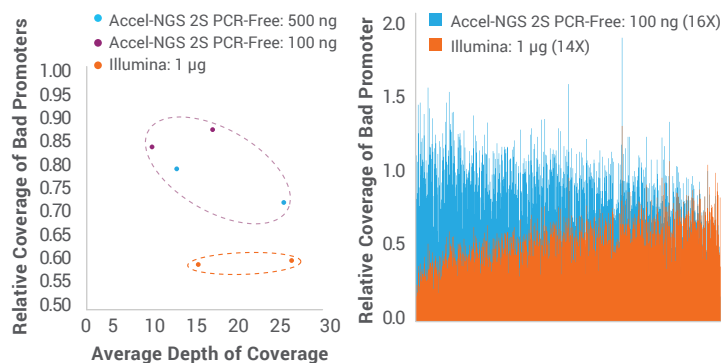 Accel-NGS 2S PCR-Free: 500 ng
Accel-NGS 2S PCR-Free: 100 ng
Illumina: 1 µg
Relative Coverage of Bad Promoters
1.00
0.95
0.90
0.85
0.80
0.75
0.70
0.65
0.60
0.55
0.50
0 5 10 15 20 25 30
Average Depth of Coverage
Accel-NGS 2S PCR-Free: 100 ng (16X)
Illumina: 1 µg (14X)
Relative Coverage of Bad Promoter
2.0
1.5
1.0
0.5
0.0